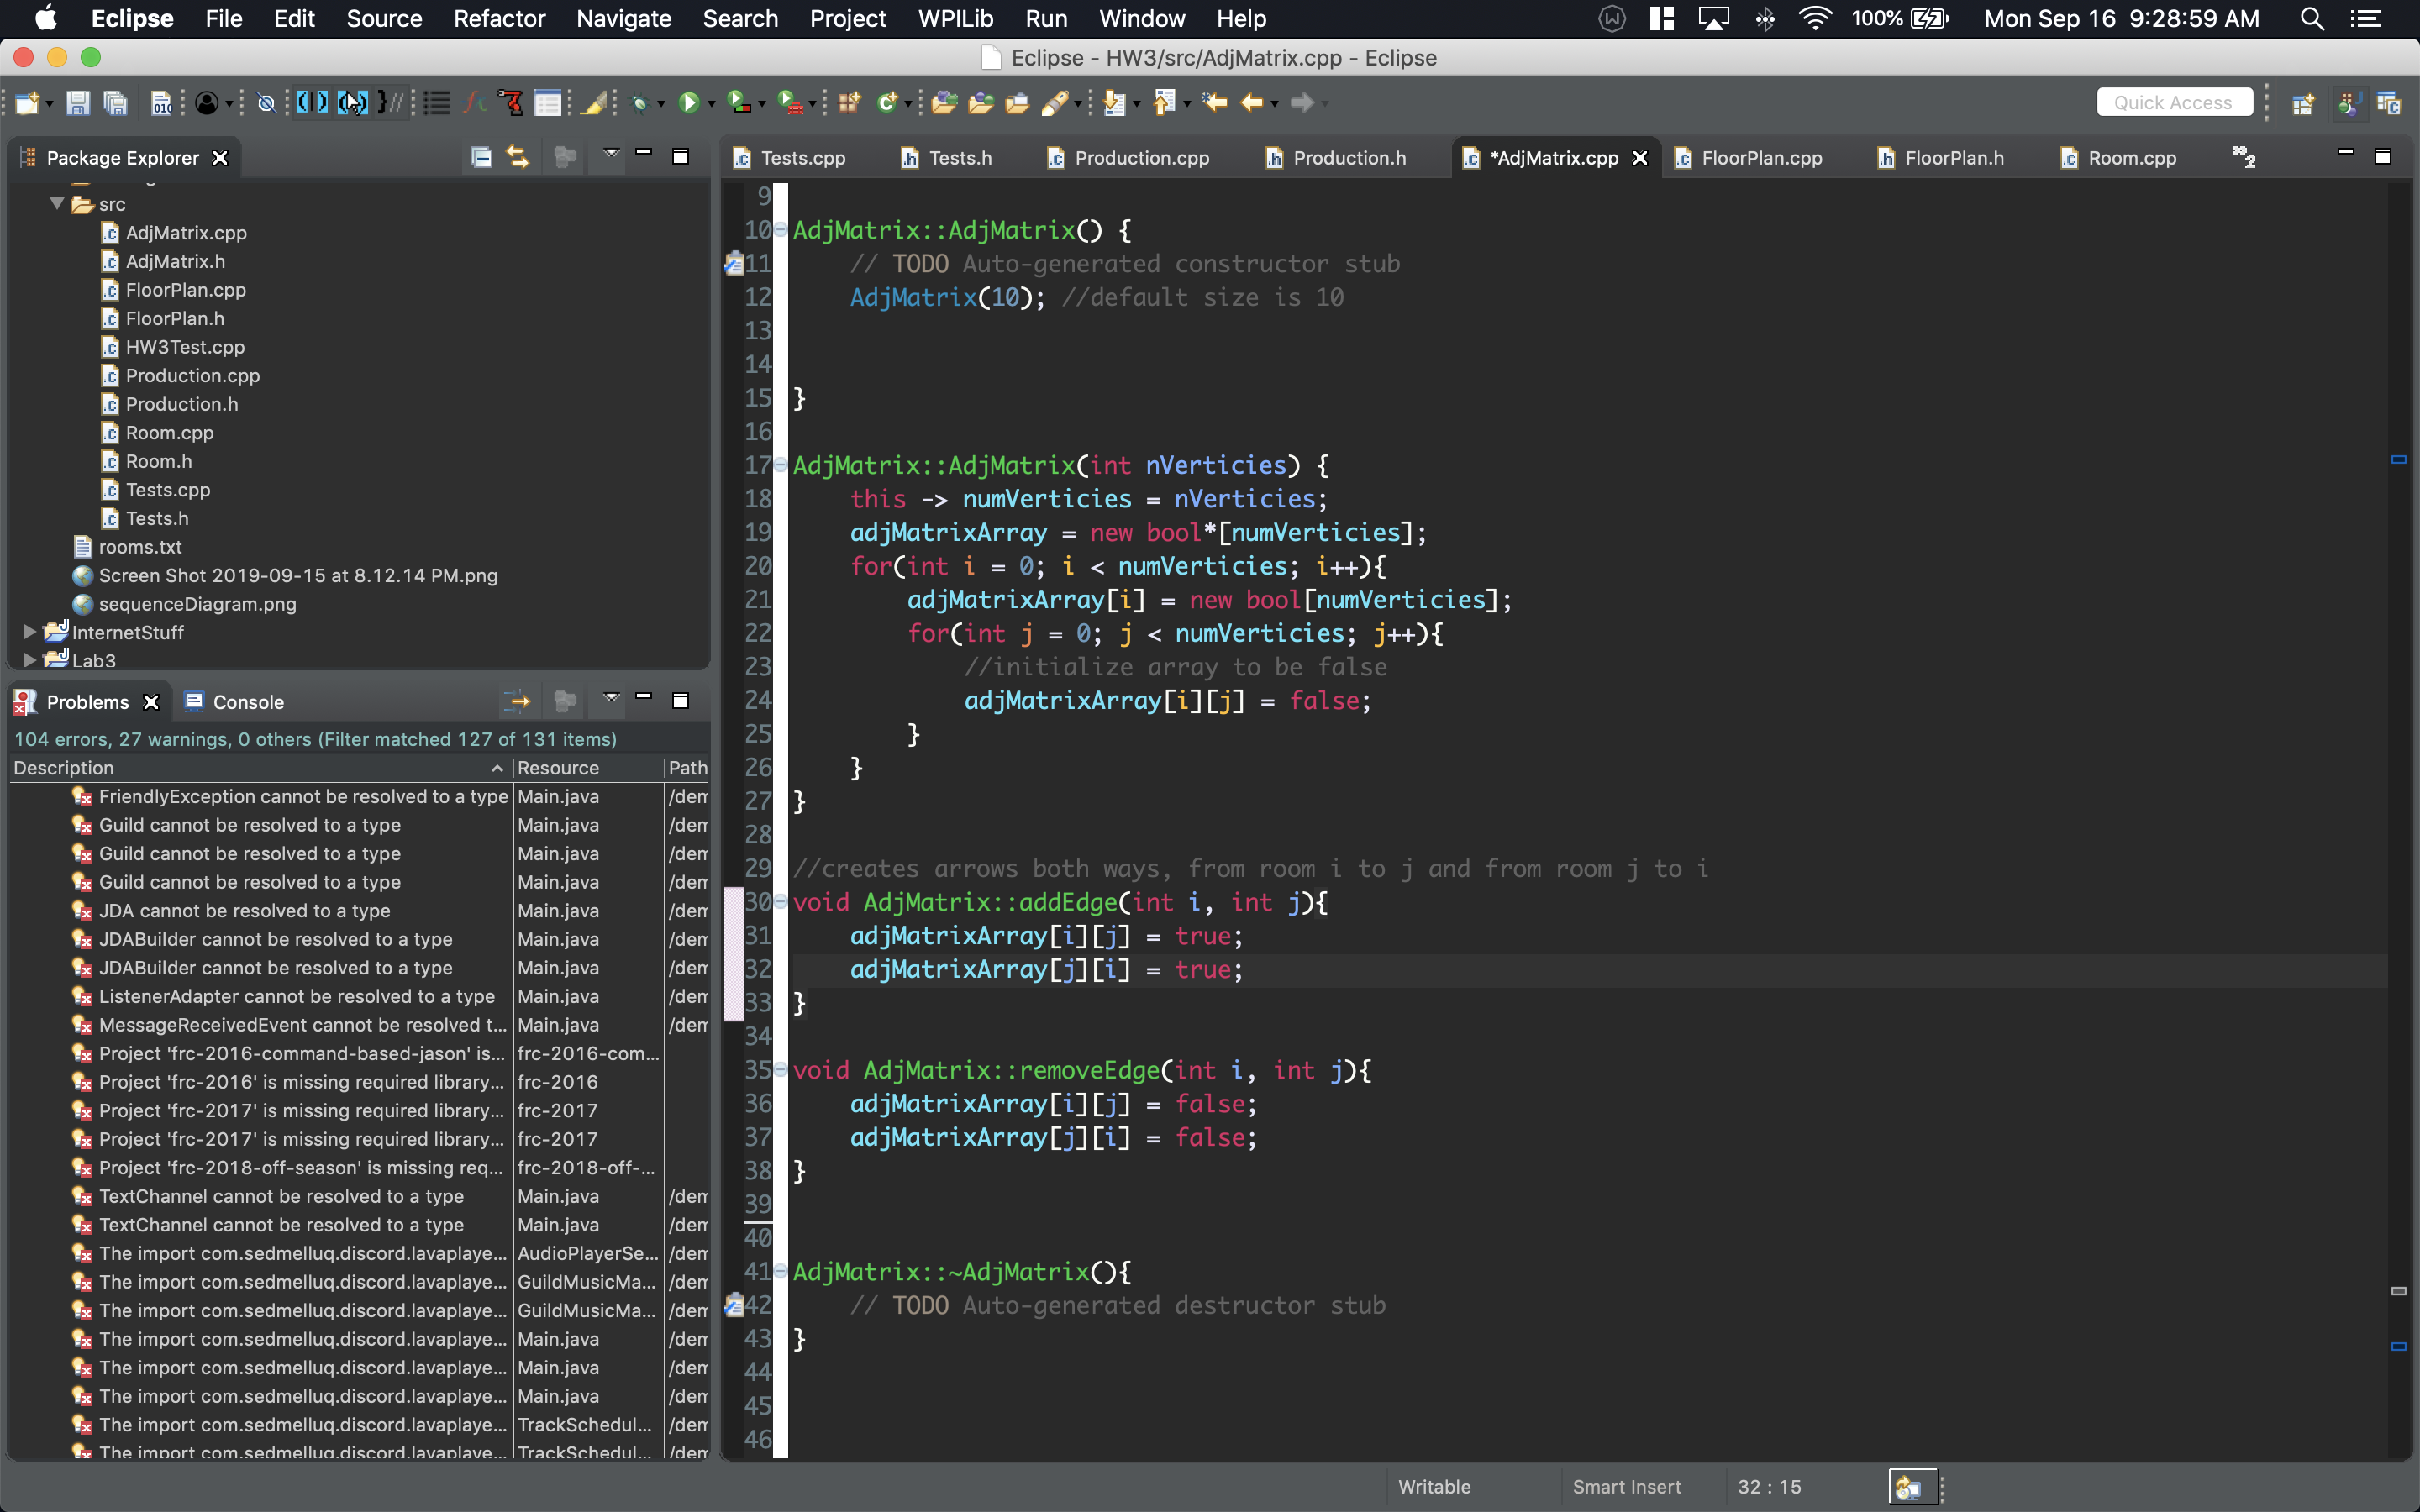 Eclipse File Edit Source Refactor Navigate Search Project WPILib Run Window Help 100% Mon Sep 16 9:28:59 AM
Eclipse - HW3/src/AdjMatrix.cpp - Eclipse
Quick Access
Package Explorer
src
AdjMatrix.cpp
AdjMatrix.h
FloorPlan.cpp
FloorPlan.h
HW3Test.cpp
Production.cpp
Production.h
Room.cpp
Room.h
Tests.cpp
Tests.h
rooms.txt
Screen Shot 2019-09-15 at 8.12.14 PM.png
sequenceDiagram.png
InternetStuff
Lab3
Problems Console
104 errors, 27 warnings, 0 others (Filter matched 127 of 131 items)
Description Resource Path
FriendlyException cannot be resolved to a type Main.java /dem
Guild cannot be resolved to a type Main.java /dem
Guild cannot be resolved to a type Main.java /dem
Guild cannot be resolved to a type Main.java /dem
JDA cannot be resolved to a type Main.java /dem
JDABuilder cannot be resolved to a type Main.java /dem
JDABuilder cannot be resolved to a type Main.java /dem
ListenerAdapter cannot be resolved to a type Main.java /dem
MessageReceivedEvent cannot be resolved t... Main.java /dem
Project 'frc-2016-command-based-jason' is... frc-2016-com...
Project 'frc-2016' is missing required library... frc-2016
Project 'frc-2017' is missing required library... frc-2017
Project 'frc-2017' is missing required library... frc-2017
Project 'frc-2018-off-season' is missing req... frc-2018-off-...
TextChannel cannot be resolved to a type Main.java /dem
TextChannel cannot be resolved to a type Main.java /dem
The import com.sedmelluq.discord.lavaplaye... AudioPlayerSe... /dem
The import com.sedmelluq.discord.lavaplaye... GuildMusicMa... /dem
The import com.sedmelluq.discord.lavaplaye... GuildMusicMa... /dem
The import com.sedmelluq.discord.lavaplaye... Main.java /dem
The import com.sedmelluq.discord.lavaplaye... Main.java /dem
The import com.sedmelluq.discord.lavaplaye... Main.java /dem
The import com.sedmelluq.discord.lavaplaye... TrackSchedul... /dem
The import com.sedmelluq.discord.lavaplaye... TrackSchedul... /dem
Tests.cpp Tests.h Production.cpp Production.h *AdjMatrix.cpp FloorPlan.cpp FloorPlan.h Room.cpp 2
9
10 AdjMatrix::AdjMatrix() {
11 // TODO Auto-generated constructor stub
12 AdjMatrix(10); //default size is 10
13
14
15 }
16
17 AdjMatrix::AdjMatrix(int nVerticies) {
18 this -> numVerticies = nVerticies;
19 adjMatrixArray = new bool*[numVerticies];
20 for(int i = 0; i < numVerticies; i++){
21 adjMatrixArray[i] = new bool[numVerticies];
22 for(int j = 0; j < numVerticies; j++){
23 //initialize array to be false
24 adjMatrixArray[i][j] = false;
25 }
26 }
27 }
28
29 //creates arrows both ways, from room i to j and from room j to i
30 void AdjMatrix::addEdge(int i, int j){
31 adjMatrixArray[i][j] = true;
32 adjMatrixArray[j][i] = true;
33 }
34
35 void AdjMatrix::removeEdge(int i, int j){
36 adjMatrixArray[i][j] = false;
37 adjMatrixArray[j][i] = false;
38 }
39
40
41 AdjMatrix::~AdjMatrix(){
42 // TODO Auto-generated destructor stub
43 }
44
45
46
Writable Smart Insert 32 : 15